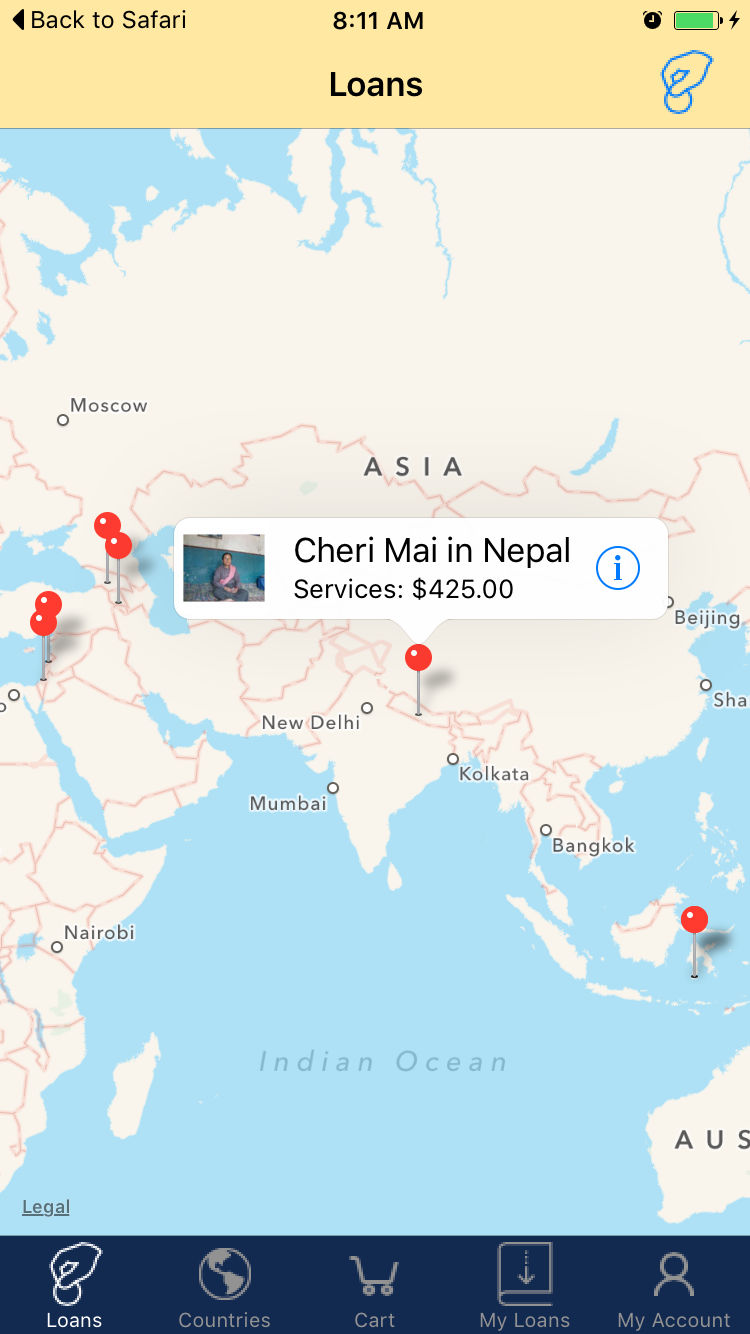 Back to Safari
8:11 AM
Loans
Moscow
ASIA
Cheri Mai in Nepal
Services: $425.00
Beijing
Sha
New Delhi
Kolkata
Mumbai
Bangkok
Nairobi
Indian Ocean
AUS
Legal
Loans
Countries
Cart
My Loans
My Account